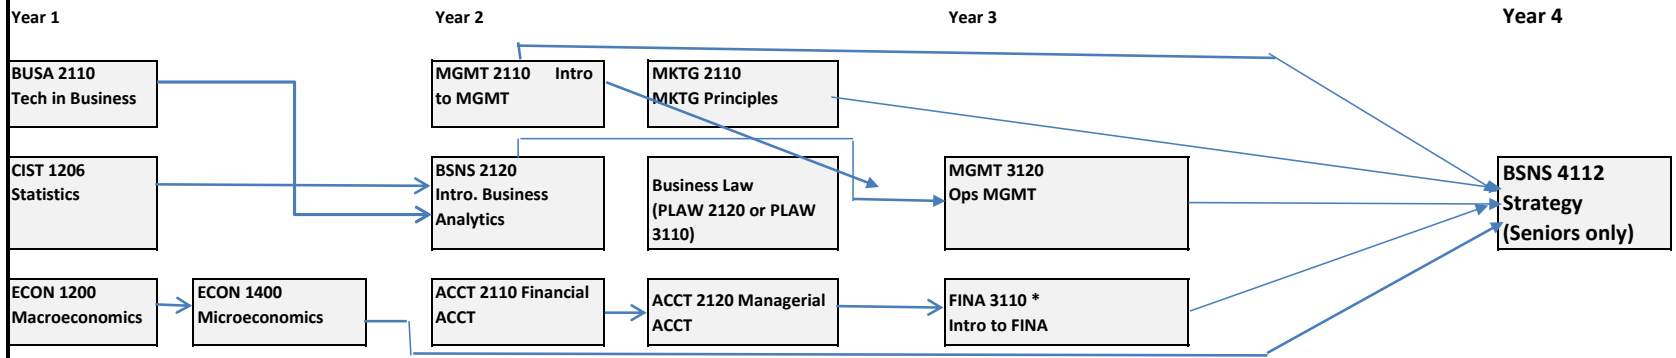 Year 1
Year 2
Year 3
Year 4
BUSA 2110
Tech in Business
MGMT 2110 Intro
to MGMT
MKTG 2110
MKTG Principles
CIST 1206
Statistics
BSNS 2120
Intro. Business
Analytics
Business Law
(PLAW 2120 or PLAW
3110)
MGMT 3120
Ops MGMT
BSNS 4112
Strategy
(Seniors only)
ECON 1200
Macroeconomics
ECON 1400
Microeconomics
ACCT 2110 Financial
ACCT
ACCT 2120 Managerial
ACCT
FINA 3110 *
Intro to FINA